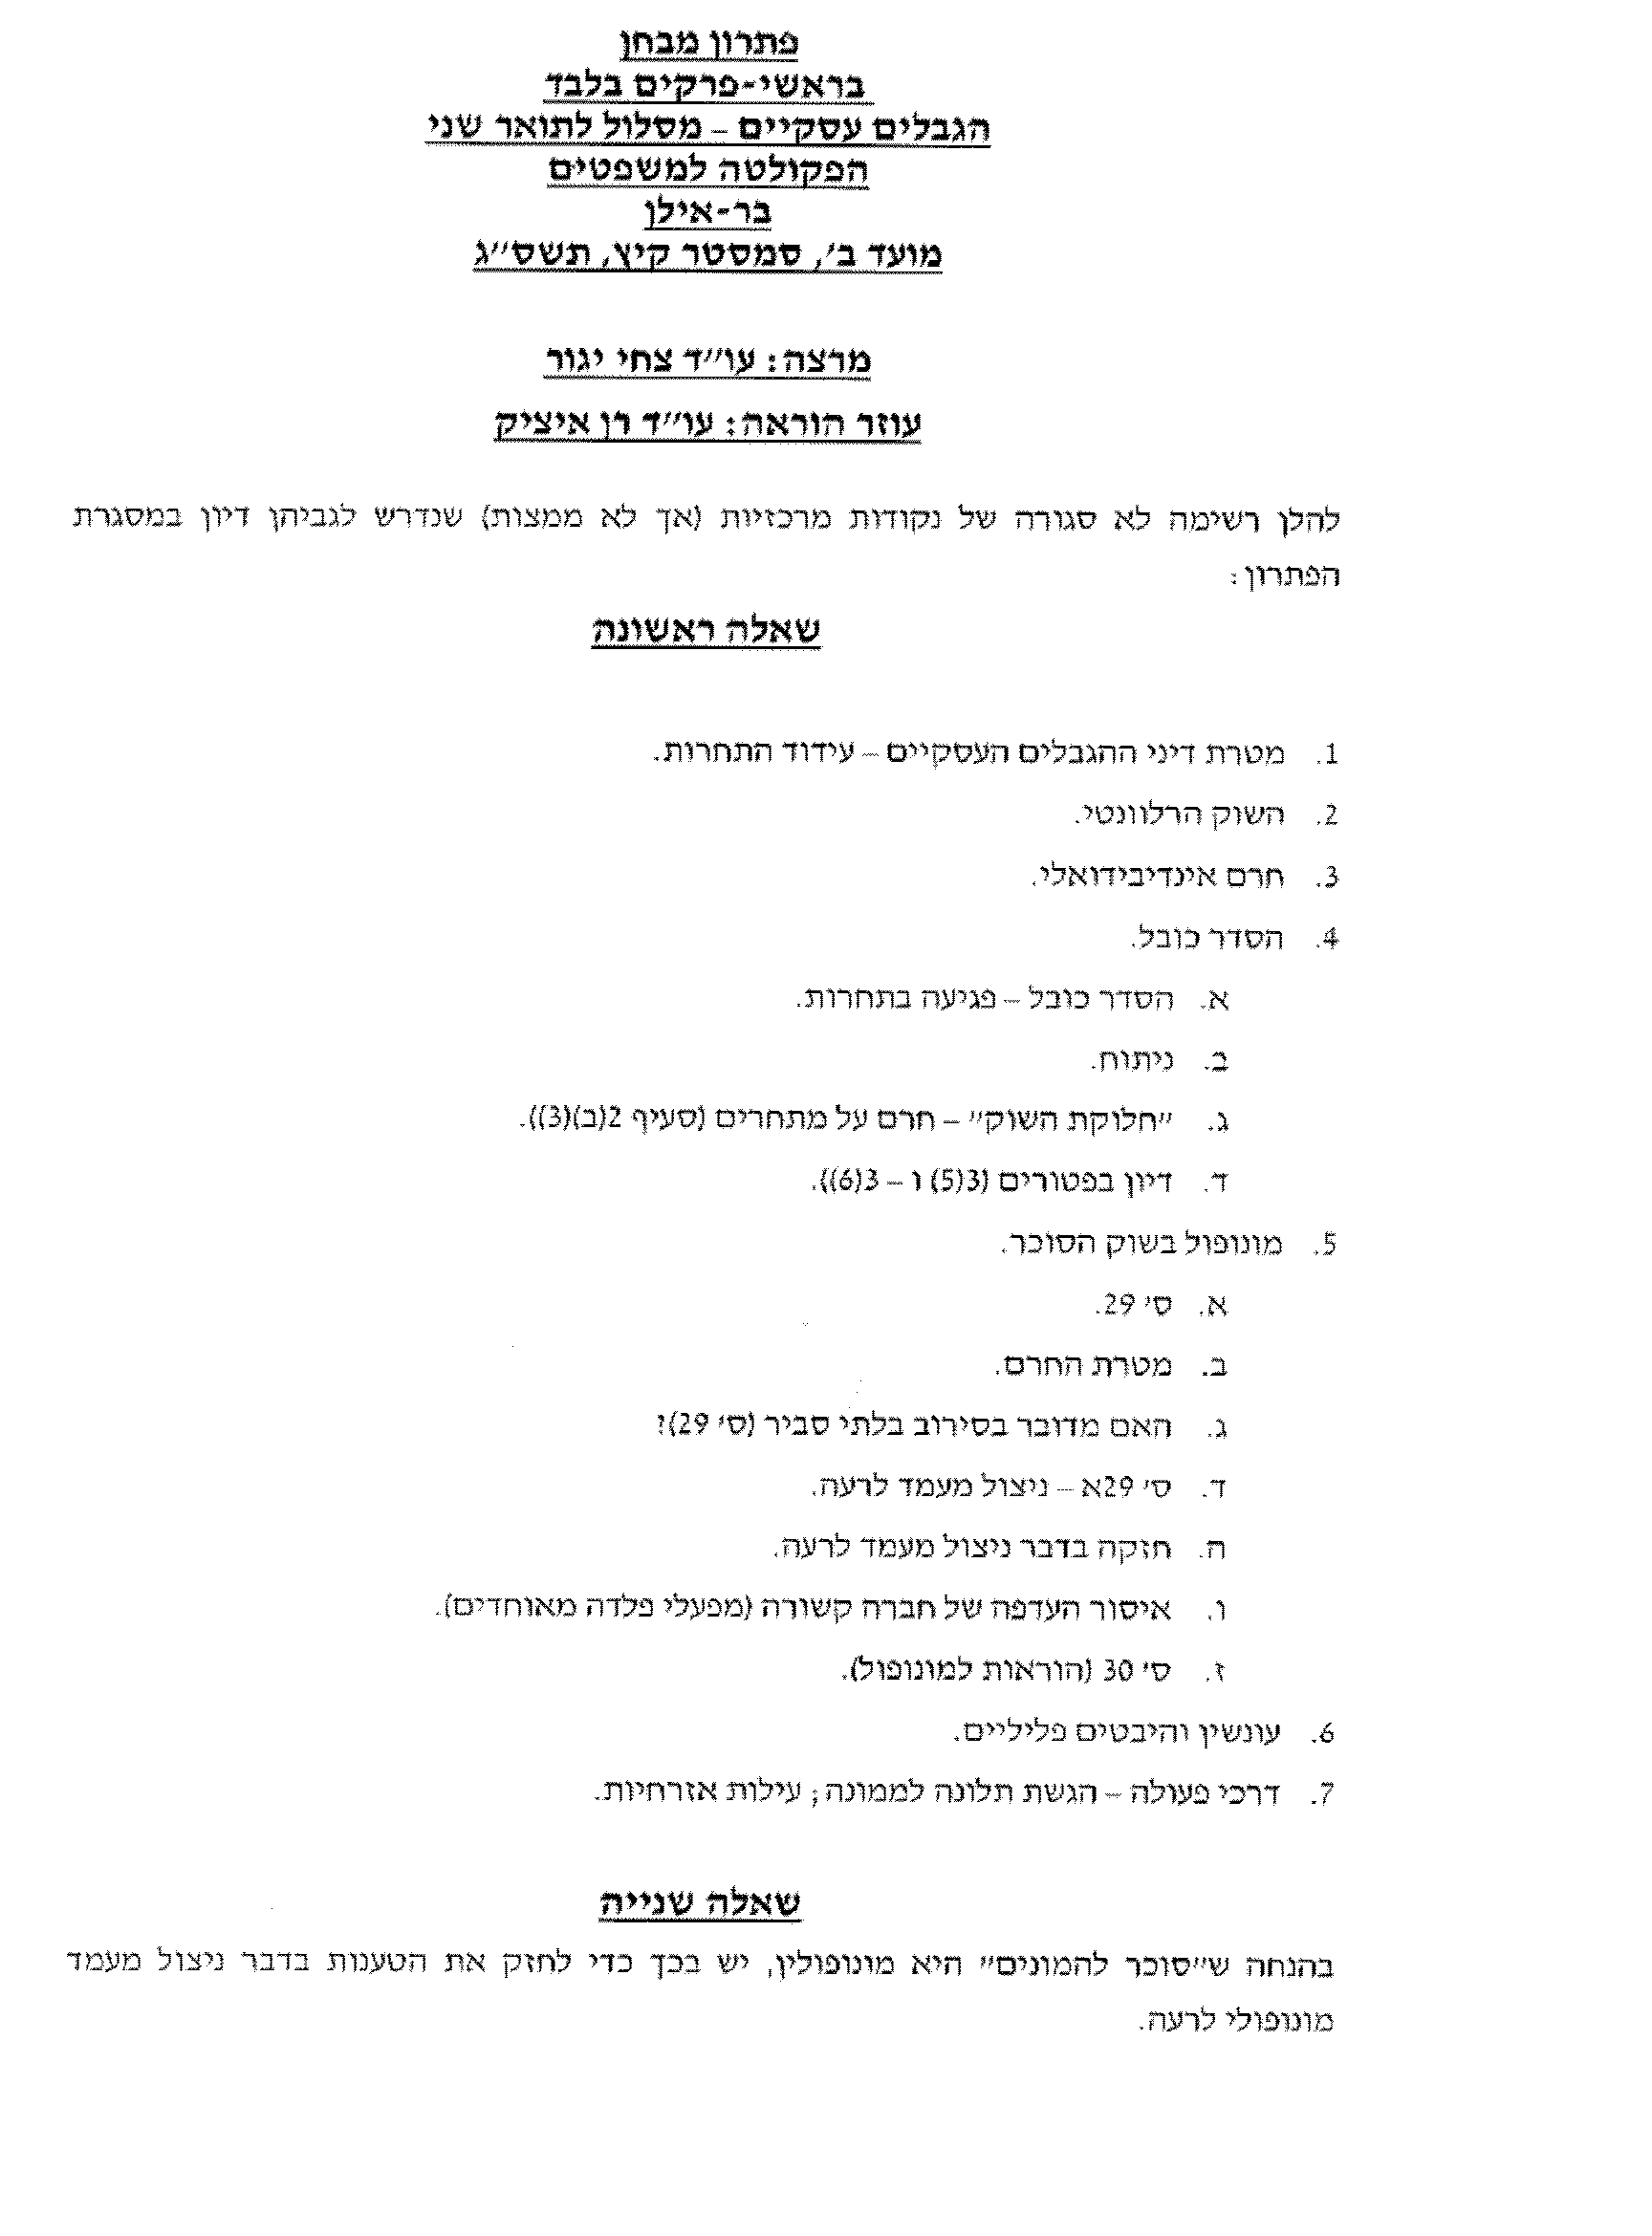 פתרון מבחן
בראשי-פרקים בלבד
הגבלים עסקיים – מסלול לתואר שני
הפקולטה למשפטים
בר-אילן
מועד ב', סמסטר קיץ, תשס"ג
מרצה: עו"ד צחי יגור
עוזר הוראה: עו"ד רן איציק
להלן רשימה לא סגורה של נקודות מרכזיות (אך לא ממצות) שנדרש לגביהן דיון במסגרת
הפתרון:
שאלה ראשונה
1. מטרת דיני ההגבלים העסקיים – עידוד התחרות.
2. השוק הרלוונטי.
3. חרם אינדיבידואלי.
4. הסדר כובל.
א. הסדר כובל – פגיעה בתחרות.
ב. ניתוח.
ג. "חלוקת השוק" – חרם על מתחרים (סעיף 2(ב)(3)).
ד. דיון בפטורים (3(5) ו – 3(6)).
5. מונופול בשוק הסוכר.
א. ס' 29.
ב. מטרת החרם.
ג. האם מדובר בסירוב בלתי סביר (ס' 29)?
ד. ס' 29א – ניצול מעמד לרעה.
ה. חזקה בדבר ניצול מעמד לרעה.
ו. איסור העדפה של חברה קשורה (מפעלי פלדה מאוחדים).
ז. ס' 30 (הוראות למונופול).
6. עונשין והיבטים פליליים.
7. דרכי פעולה – הגשת תלונה לממונה; עילות אזרחיות.
שאלה שנייה
בהנחה ש"סוכר להמונים" היא מונופולין, יש בכך כדי לחזק את הטענות בדבר ניצול מעמד
מונופולי לרעה.